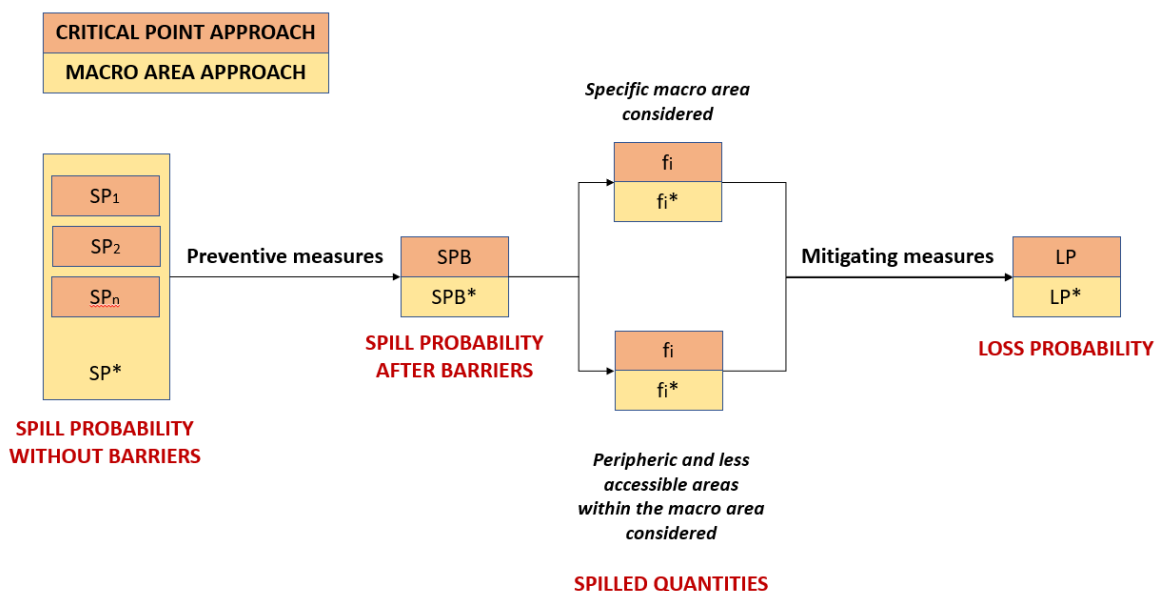 CRITICAL POINT APPROACH
MACRO AREA APPROACH
Specific macro area
considered
SP1
SP2
SPn
SP*
SPILL PROBABILITY
WITHOUT BARRIERS
Preventive measures
SPB
SPB*
SPILL PROBABILITY
AFTER BARRIERS
fi
fi*
fi
fi*
Peripheric and less
accessible areas
within the macro area
considered
SPILLED QUANTITIES
Mitigating measures
LP
LP*
LOSS PROBABILITY